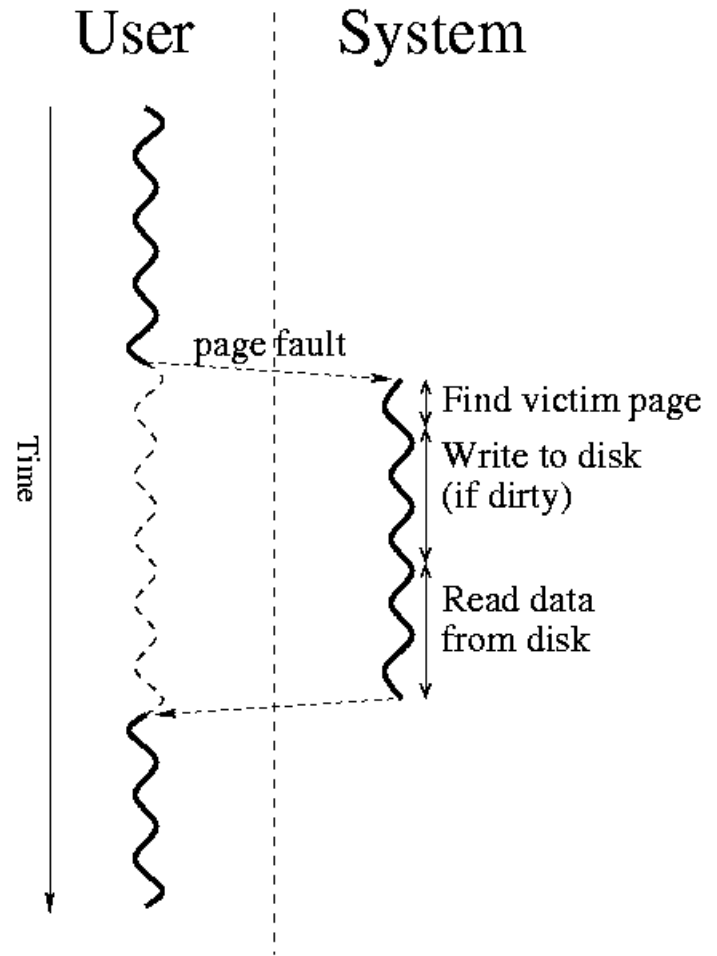 User
System
page fault
Find victim page
Write to disk
(if dirty)
Time
Read data
from disk